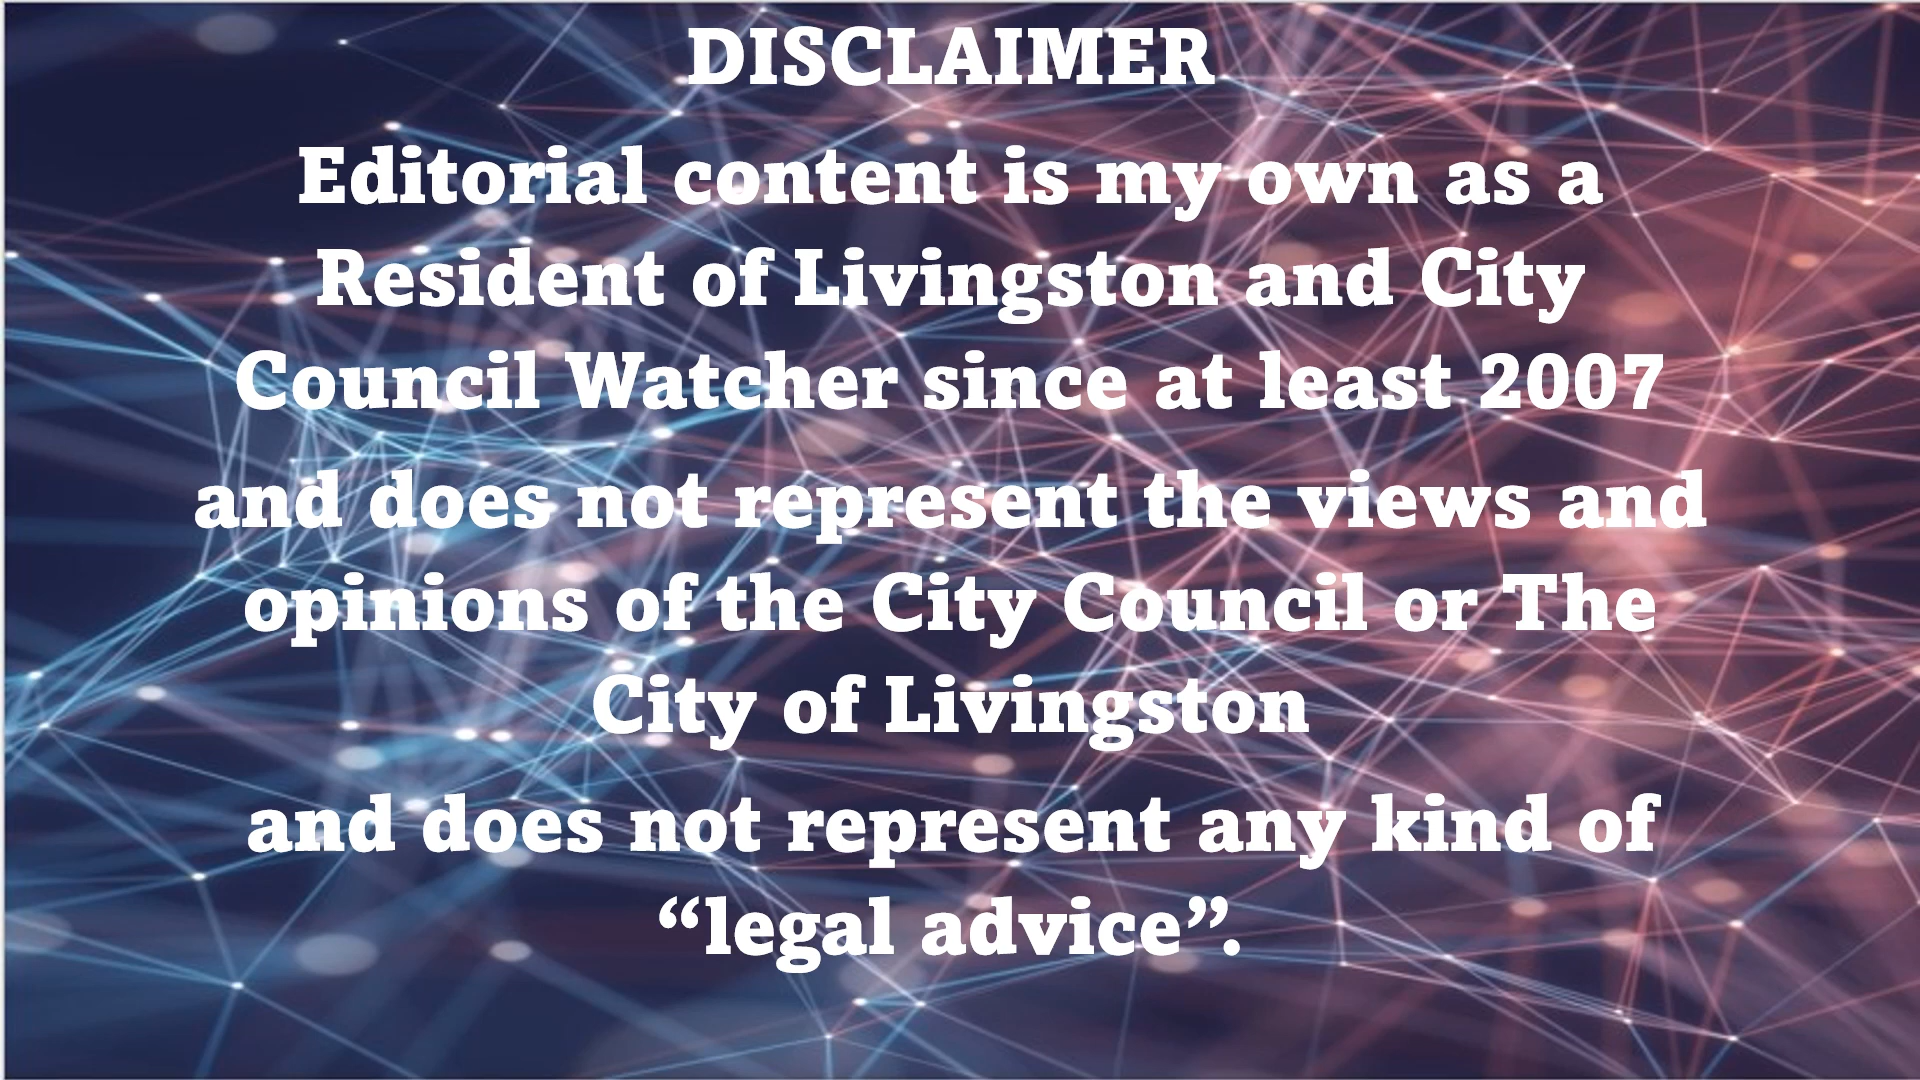 DISCLAIMER
Editorial content is my own as a
Resident of Livingston and City
Council Watcher since at least 2007
and does not represent the views and
opinions of the City Council or The
City of Livingston
and does not represent any kind of
“legal advice”.